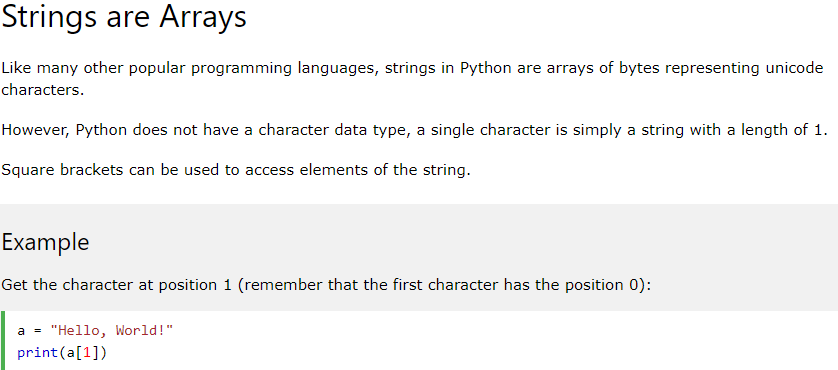 Strings are Arrays
Like many other popular programming languages, strings in Python are arrays of bytes representing unicode
characters.
However, Python does not have a character data type, a single character is simply a string with a length of 1.
Square brackets can be used to access elements of the string.
Example
Get the character at position 1 (remember that the first character has the position 0):
a = "Hello, World!"
print(a[1])